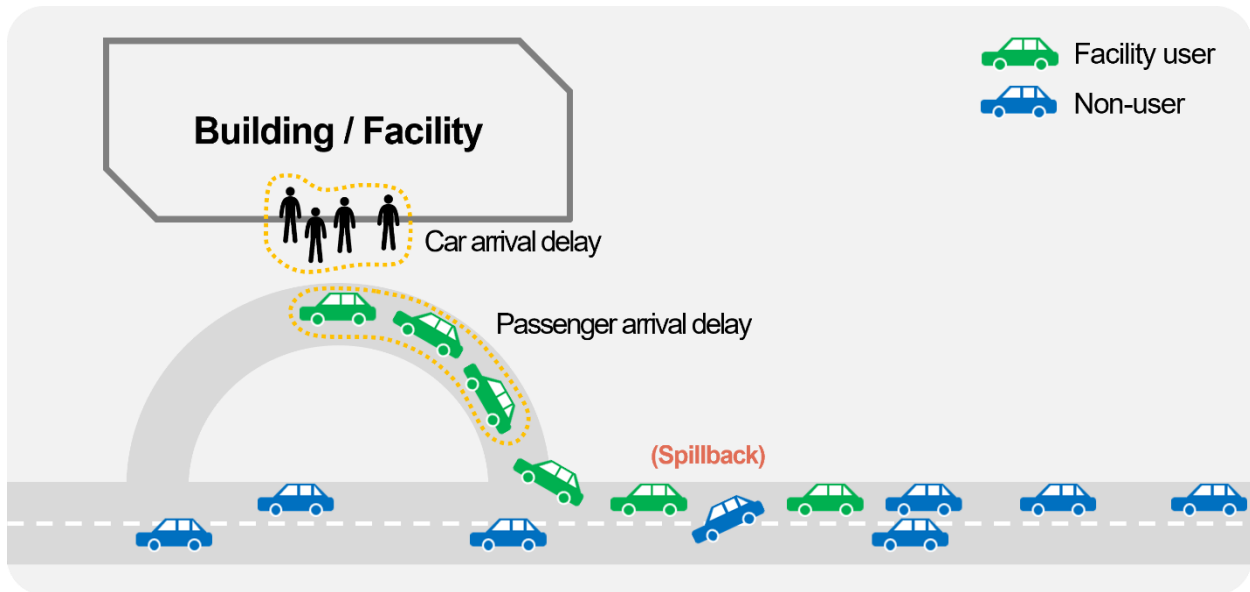 Facility user
Non-user
Building / Facility
Car arrival delay
Passenger arrival delay
(Spillback)